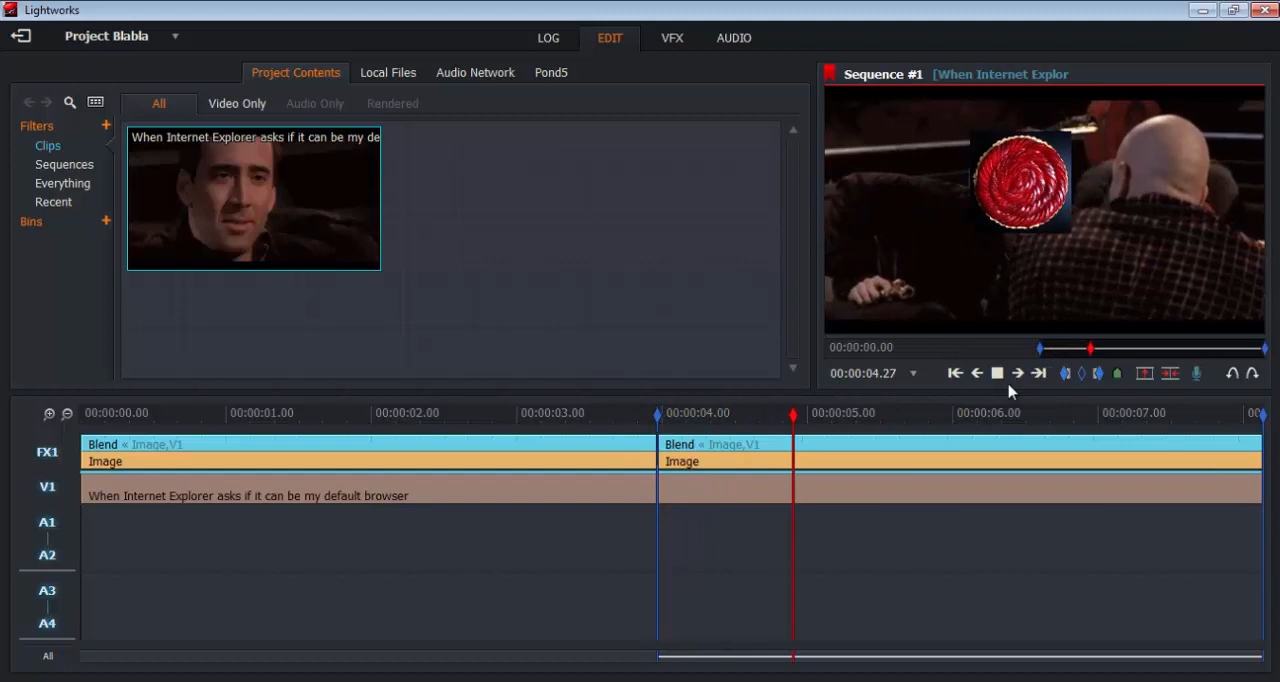 Lightworks
Project Blabla
LOG EDIT VFX AUDIO
Project Contents Local Files Audio Network Pond5
All Video Only Audio Only Rendered
Filters +
Clips
Sequences
Everything
Recent
Bins +
When Internet Explorer asks if it can be my de
Sequence #1 [When Internet Explor
00:00:00.00
00:00:04.27
00:00:00.00 00:00:01.00 00:00:02.00 00:00:03.00 00:00:04.00 00:00:05.00 00:00:06.00 00:00:07.00 00
FX1
Blend « Image,V1 Blend « Image,V1
Image Image
V1
When Internet Explorer asks if it can be my default browser
A1
A2
A3
A4
All